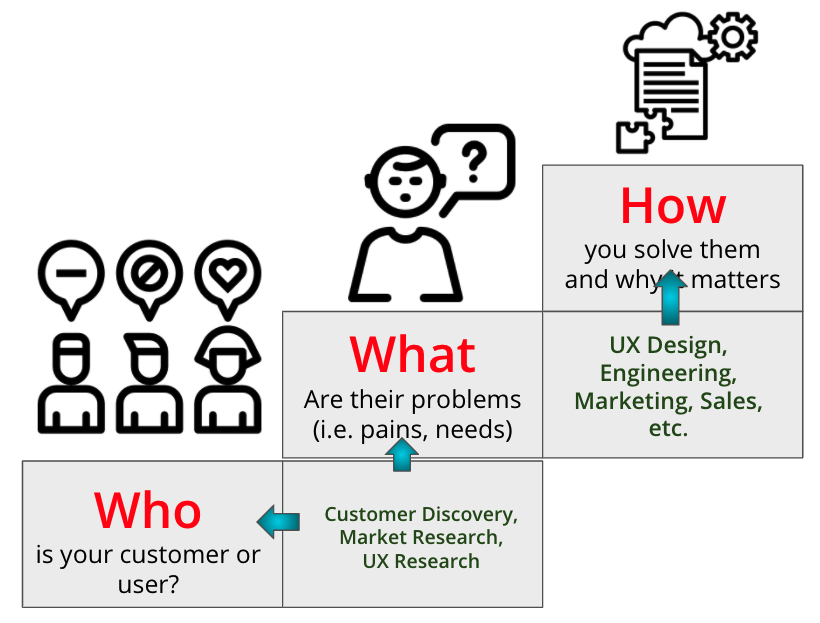 ?
How
you solve them
and why it matters
What
Are their problems
(i.e. pains, needs)
UX Design,
Engineering,
Marketing, Sales,
etc.
Who
is your customer or
user?
Customer Discovery,
Market Research,
UX Research